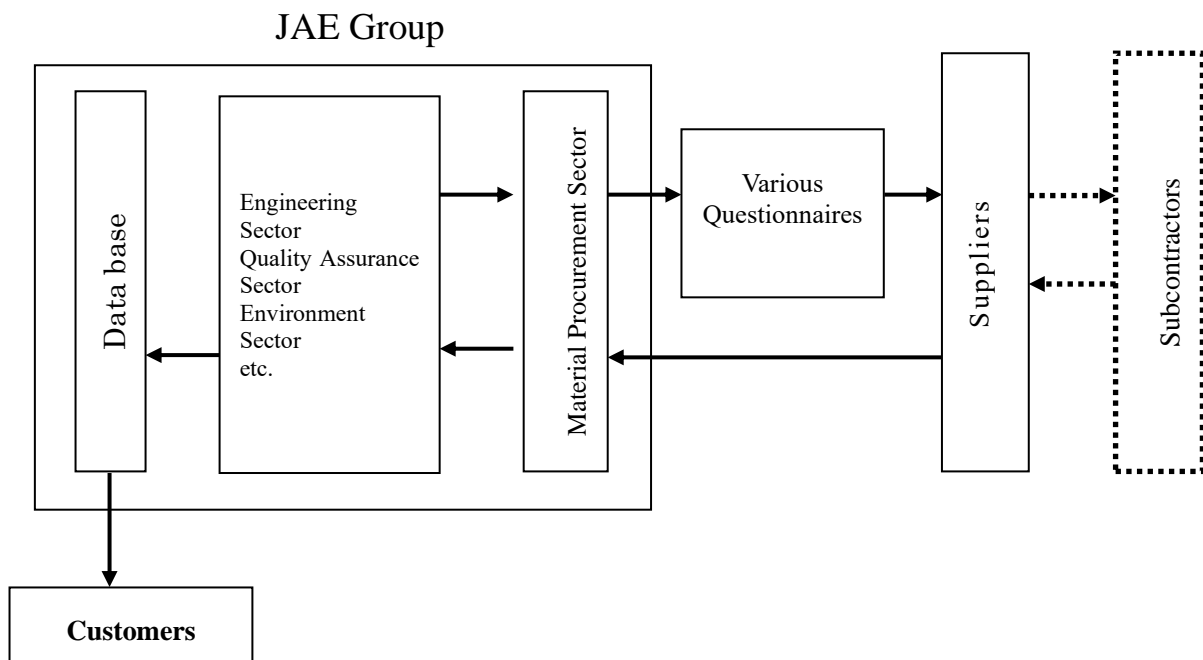 JAE Group
Data base
Engineering
Sector
Quality Assurance
Sector
Environment
Sector
etc.
Material Procurement Sector
Various
Questionnaires
Suppliers
Subcontractors
Customers